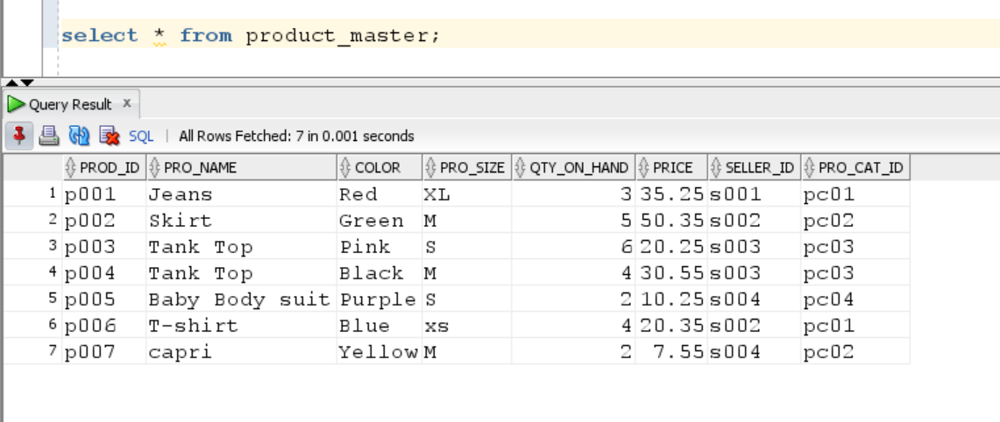 select * from product_master;
Query Result x
SQL | All Rows Fetched: 7 in 0.001 seconds
PROD_ID PRO_NAME COLOR PRO_SIZE QTY_ON_HAND PRICE SELLER_ID PRO_CAT_ID
1 p001 Jeans Red XL 3 35.25 s001 pc01
2 p002 Skirt Green M 5 50.35 s002 pc02
3 p003 Tank Top Pink S 6 20.25 s003 pc03
4 p004 Tank Top Black M 4 30.55 s003 pc03
5 p005 Baby Body suit Purple S 2 10.25 s004 pc04
6 p006 T-shirt Blue xs 4 20.35 s002 pc01
7 p007 capri Yellow M 2 7.55 s004 pc02